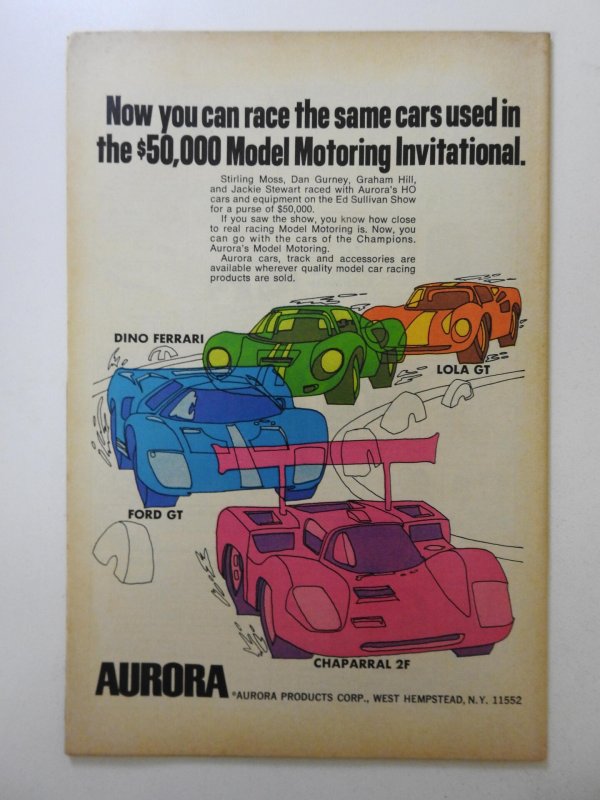 Now you can race the same cars used in
the $50,000 Model Motoring Invitational.
Stirling Moss, Dan Gurney, Graham Hill,
and Jackie Stewart raced with Aurora's HO
cars and equipment on the Ed Sullivan Show
for a purse of $50,000.
If you saw the show, you know how close
to real racing Model Motoring is. Now, you
can go with the cars of the Champions.
Aurora's Model Motoring.
Aurora cars, track and accessories are
available wherever quality model car racing
products are sold.
DINO FERRARI
LOLA GT
FORD GT
CHAPARRAL 2F
AURORA
®AURORA PRODUCTS CORP., WEST HEMPSTEAD, N.Y. 11552